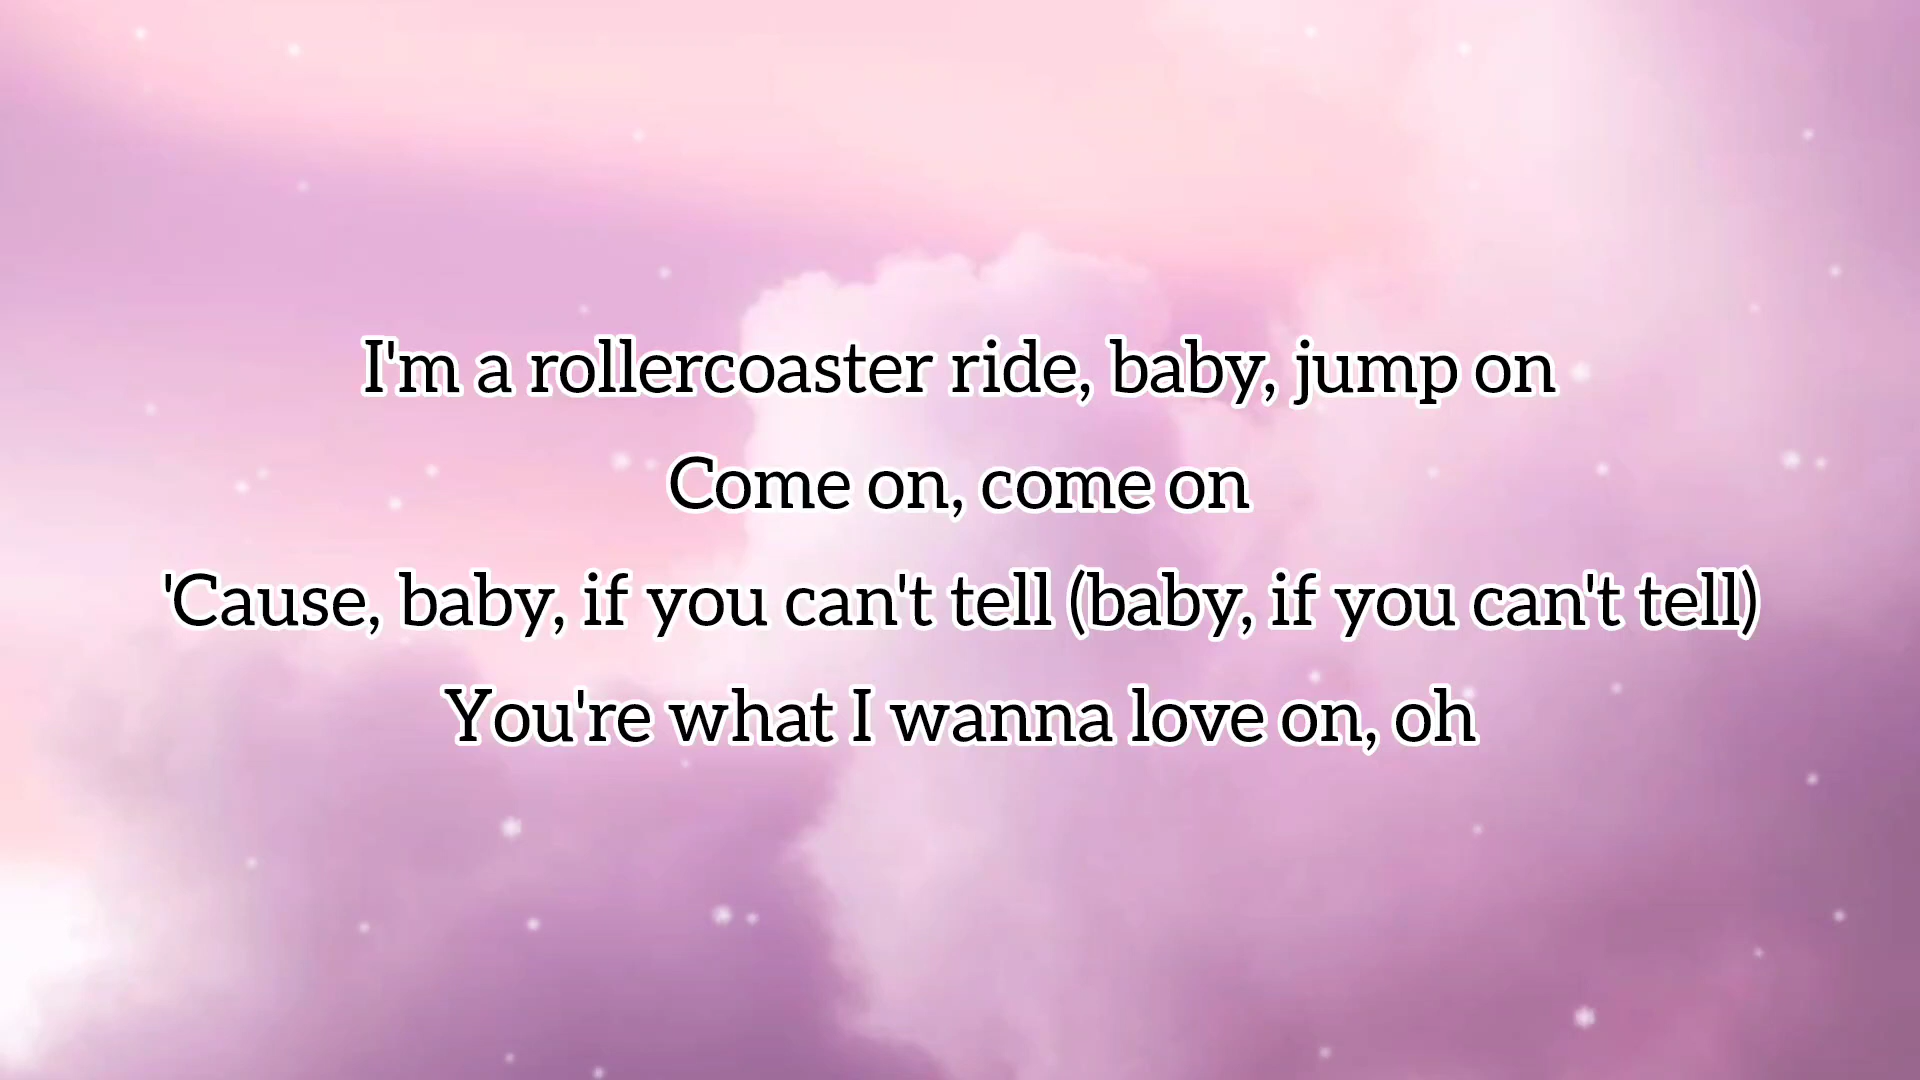 I'm a rollercoaster ride, baby, jump on
Come on, come on
'Cause, baby, if you can't tell (baby, if you can't tell)
You're what I wanna love on, oh